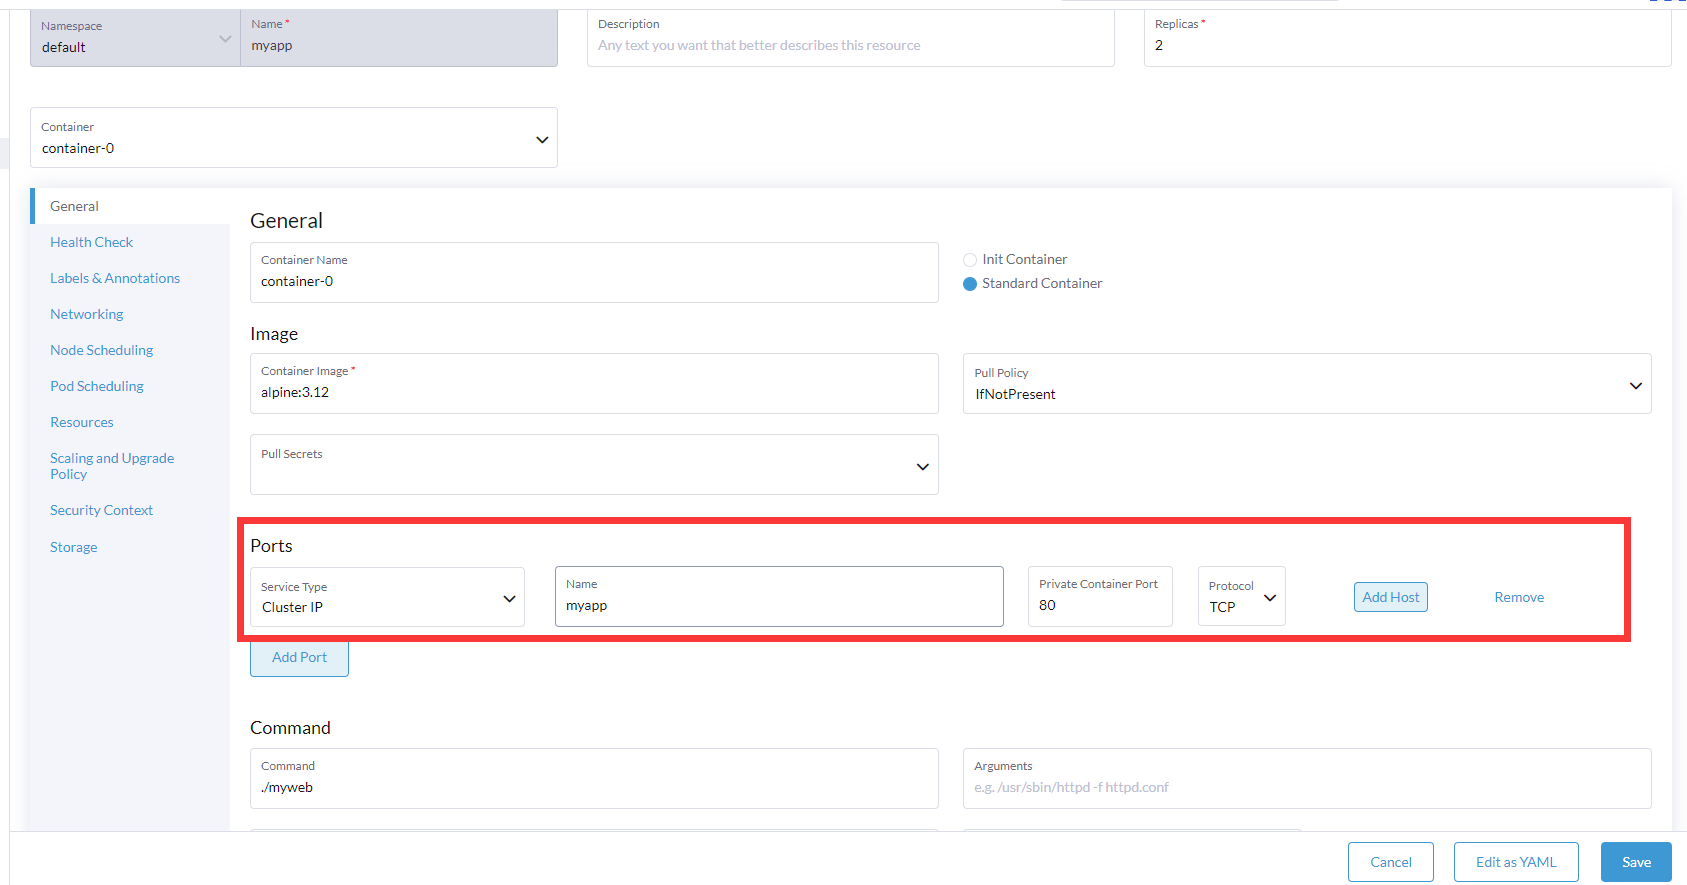 Namespace
default
Name *
myapp
Description
Any text you want that better describes this resource
Replicas *
2
Container
container-0
General
Health Check
Labels & Annotations
Networking
Node Scheduling
Pod Scheduling
Resources
Scaling and Upgrade
Policy
Security Context
Storage
General
Container Name
container-0
Init Container
Standard Container
Image
Container Image *
alpine:3.12
Pull Policy
IfNotPresent
Pull Secrets
Ports
Service Type
Cluster IP
Name
myapp
Private Container Port
80
Protocol
TCP
Add Host
Remove
Add Port
Command
Command
./myweb
Arguments
e.g. /usr/sbin/httpd -f httpd.conf
Cancel
Edit as YAML
Save